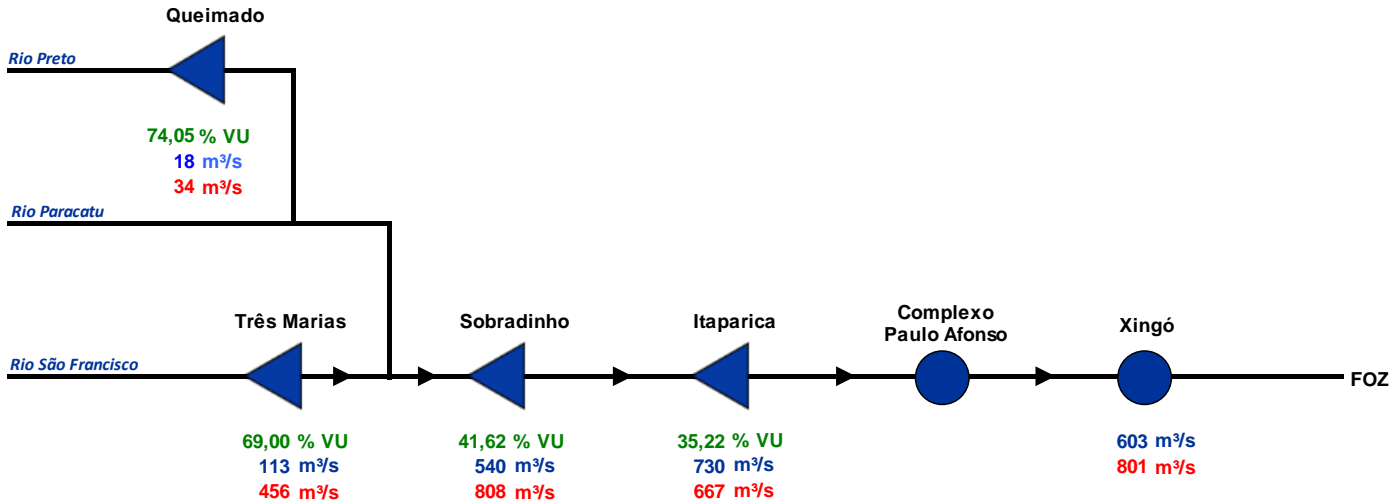 Queimado
Rio Preto
74,05 % VU
18 m³/s
34 m³/s
Rio Paracatu
Três Marias
Sobradinho
Itaparica
Complexo
Paulo Afonso
Xingó
Rio São Francisco
FOZ
69,00 % VU
113 m³/s
456 m³/s
41,62 % VU
540 m³/s
808 m³/s
35,22 % VU
730 m³/s
667 m³/s
603 m³/s
801 m³/s